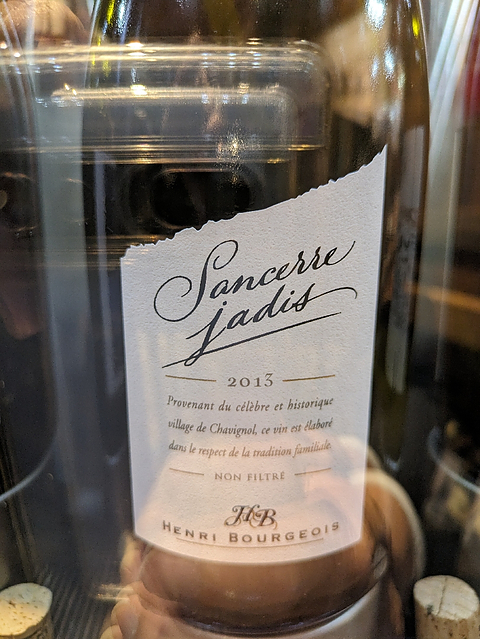 Sancerre
jadis
2013
Provenant du célèbre et historique
village de Chavignol, ce vin est élaboré
dans le respect de la tradition familiale.
NON FILTRÉ
HB
HENRI BOURGEOIS